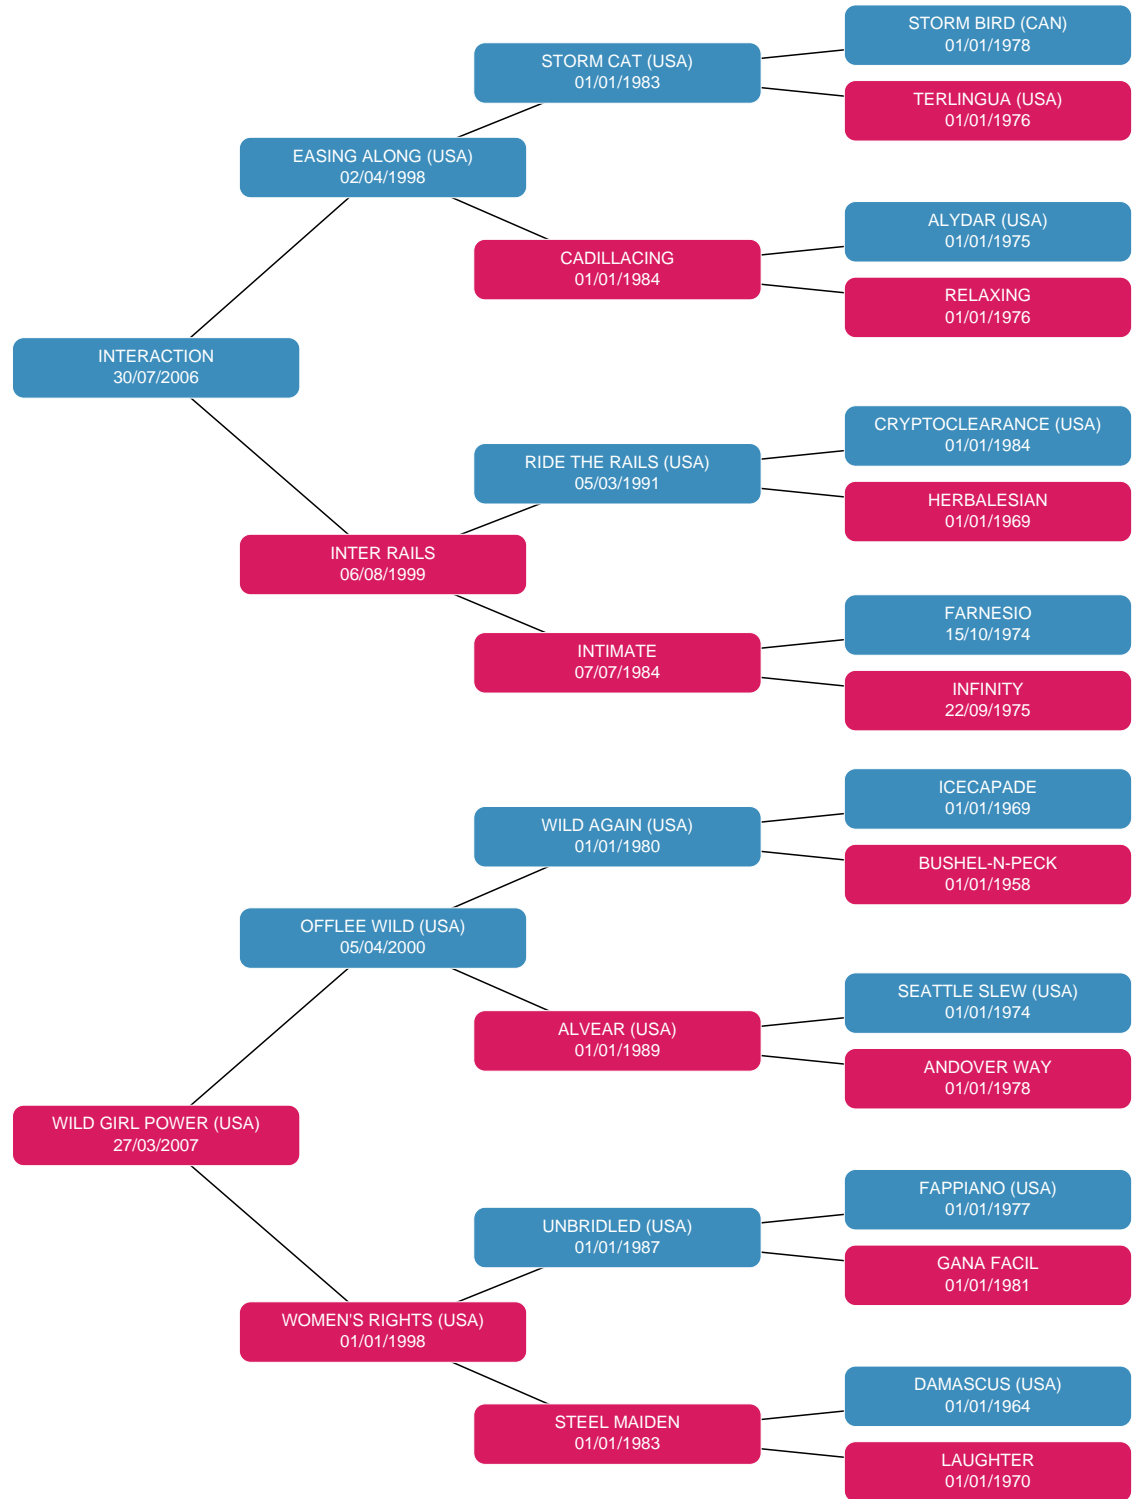 STORM BIRD (CAN)
01/01/1978
STORM CAT (USA)
01/01/1983
TERLINGUA (USA)
01/01/1976
EASING ALONG (USA)
02/04/1998
ALYDAR (USA)
01/01/1975
CADILLACING
01/01/1984
RELAXING
01/01/1976
INTERACTION
30/07/2006
CRYPTOCLEARANCE (USA)
01/01/1984
RIDE THE RAILS (USA)
05/03/1991
HERBALESIAN
01/01/1969
INTER RAILS
06/08/1999
FARNESIO
15/10/1974
INTIMATE
07/07/1984
INFINITY
22/09/1975
ICECAPADE
01/01/1969
WILD AGAIN (USA)
01/01/1980
BUSHEL-N-PECK
01/01/1958
OFFLEE WILD (USA)
05/04/2000
SEATTLE SLEW (USA)
01/01/1974
ALVEAR (USA)
01/01/1989
ANDOVER WAY
01/01/1978
WILD GIRL POWER (USA)
27/03/2007
FAPPIANO (USA)
01/01/1977
UNBRIDLED (USA)
01/01/1987
GANA FACIL
01/01/1981
WOMEN'S RIGHTS (USA)
01/01/1998
DAMASCUS (USA)
01/01/1964
STEEL MAIDEN
01/01/1983
LAUGHTER
01/01/1970